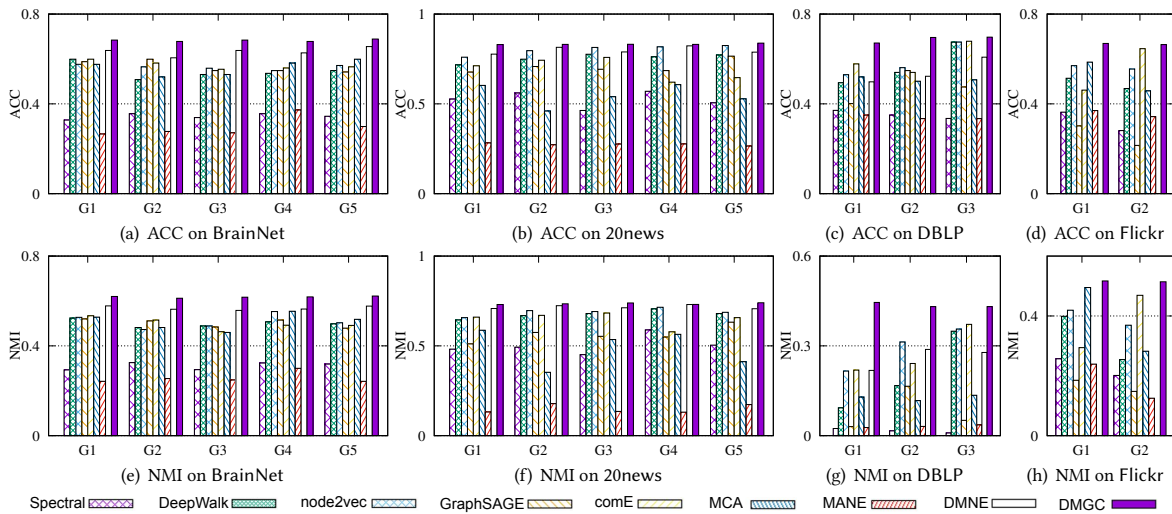 0.8
0.4
0
ACC
G1 G2 G3 G4 G5
(a) ACC on BrainNet
1
0.5
0
ACC
G1 G2 G3 G4 G5
(b) ACC on 20news
0.8
0.4
0
ACC
G1 G2 G3
(c) ACC on DBLP
0.8
0.4
0
ACC
G1 G2
(d) ACC on Flickr
0.8
0.4
0
NMI
G1 G2 G3 G4 G5
(e) NMI on BrainNet
1
0.5
0
NMI
G1 G2 G3 G4 G5
(f) NMI on 20news
0.6
0.3
0
NMI
G1 G2 G3
(g) NMI on DBLP
0.4
0
NMI
G1 G2
(h) NMI on Flickr
Spectral DeepWalk node2vec GraphSAGE comE MCA MANE DMNE DMGC